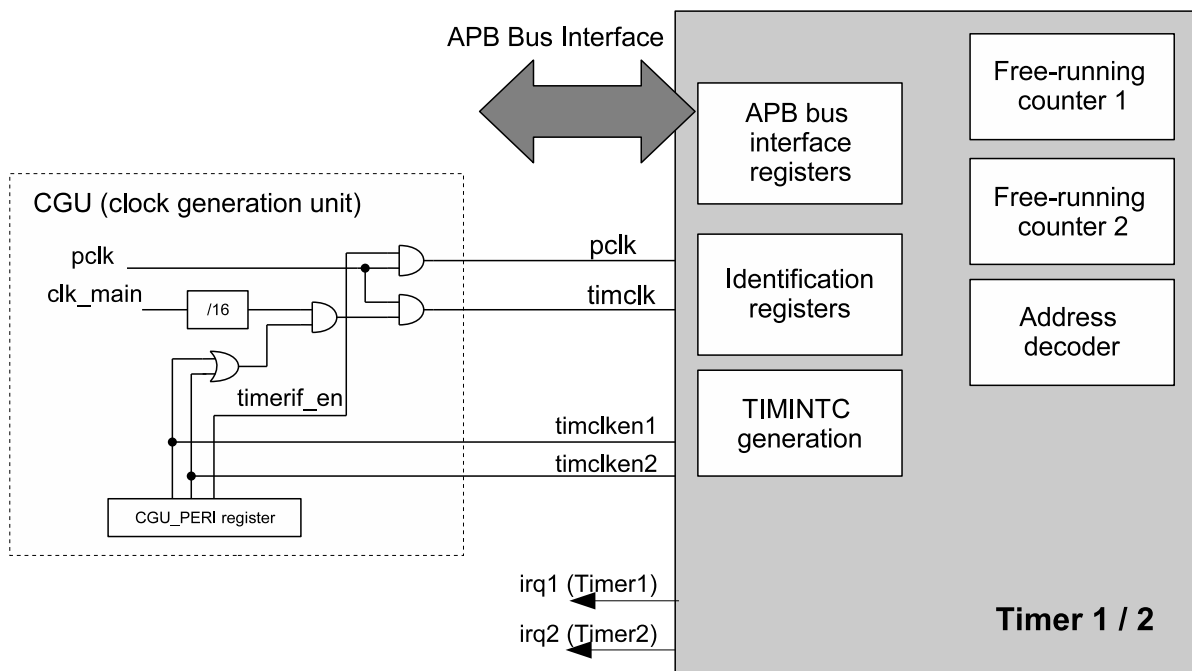 APB Bus Interface
CGU (clock generation unit)
pclk
clk_main
/16
timerif_en
CGU_PERI register
pclk
timclk
timclken1
timclken2
irq1 (Timer1)
irq2 (Timer2)
APB bus
interface
registers
Identification
registers
TIMINTC
generation
Free-running
counter 1
Free-running
counter 2
Address
decoder
Timer 1 / 2